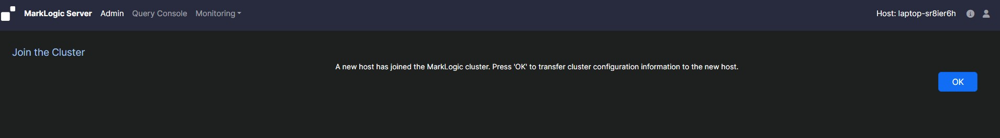 MarkLogic Server Admin Query Console Monitoring Host: laptop-sr8ier6h
Join the Cluster
A new host has joined the MarkLogic cluster. Press 'OK' to transfer cluster configuration information to the new host.
OK